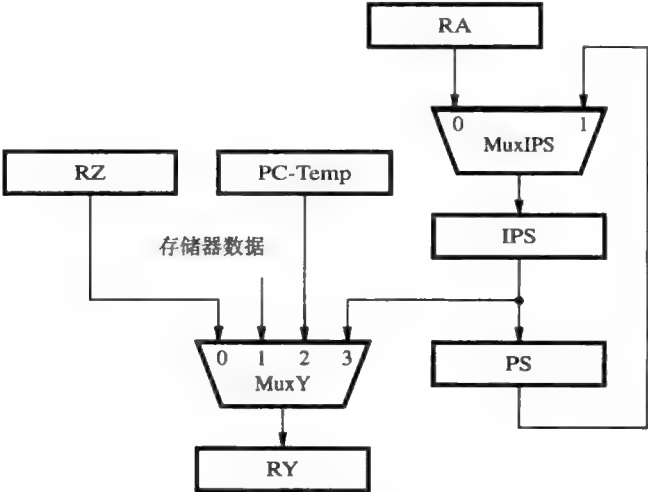 RA
0 1
MuxIPS
RZ
PC-Temp
IPS
存储器数据
0 1 2 3
MuxY
PS
RY